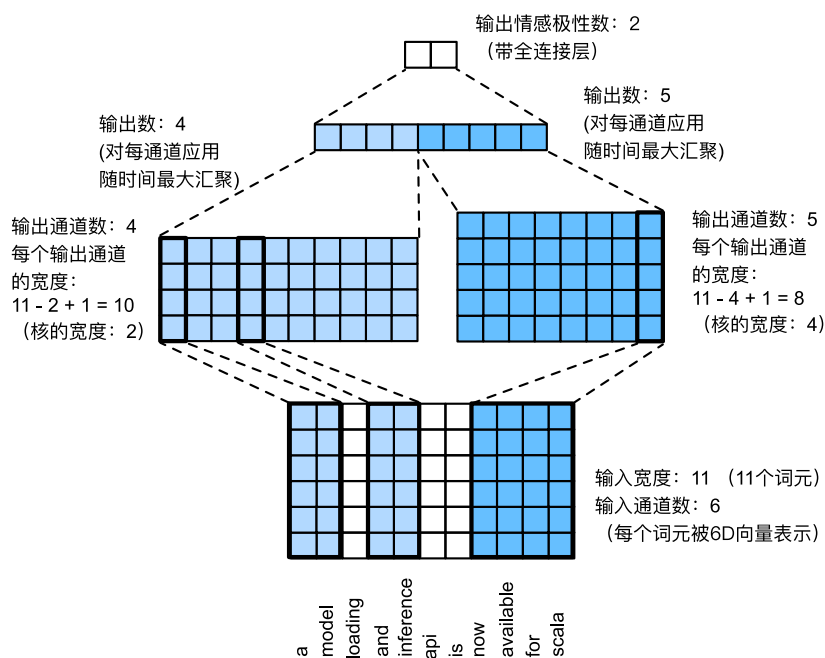 输出情感极性数：2
（带全连接层）
输出数：4
(对每通道应用
随时间最大汇聚)
输出数：5
(对每通道应用
随时间最大汇聚)
输出通道数：4
每个输出通道
的宽度：
11 - 2 + 1 = 10
（核的宽度：2）
输出通道数：5
每个输出通道
的宽度：
11 - 4 + 1 = 8
（核的宽度：4）
输入宽度：11 （11个词元）
输入通道数：6
（每个词元被6D向量表示）
a
model
loading
and
inference
api
is
now
available
for
scala